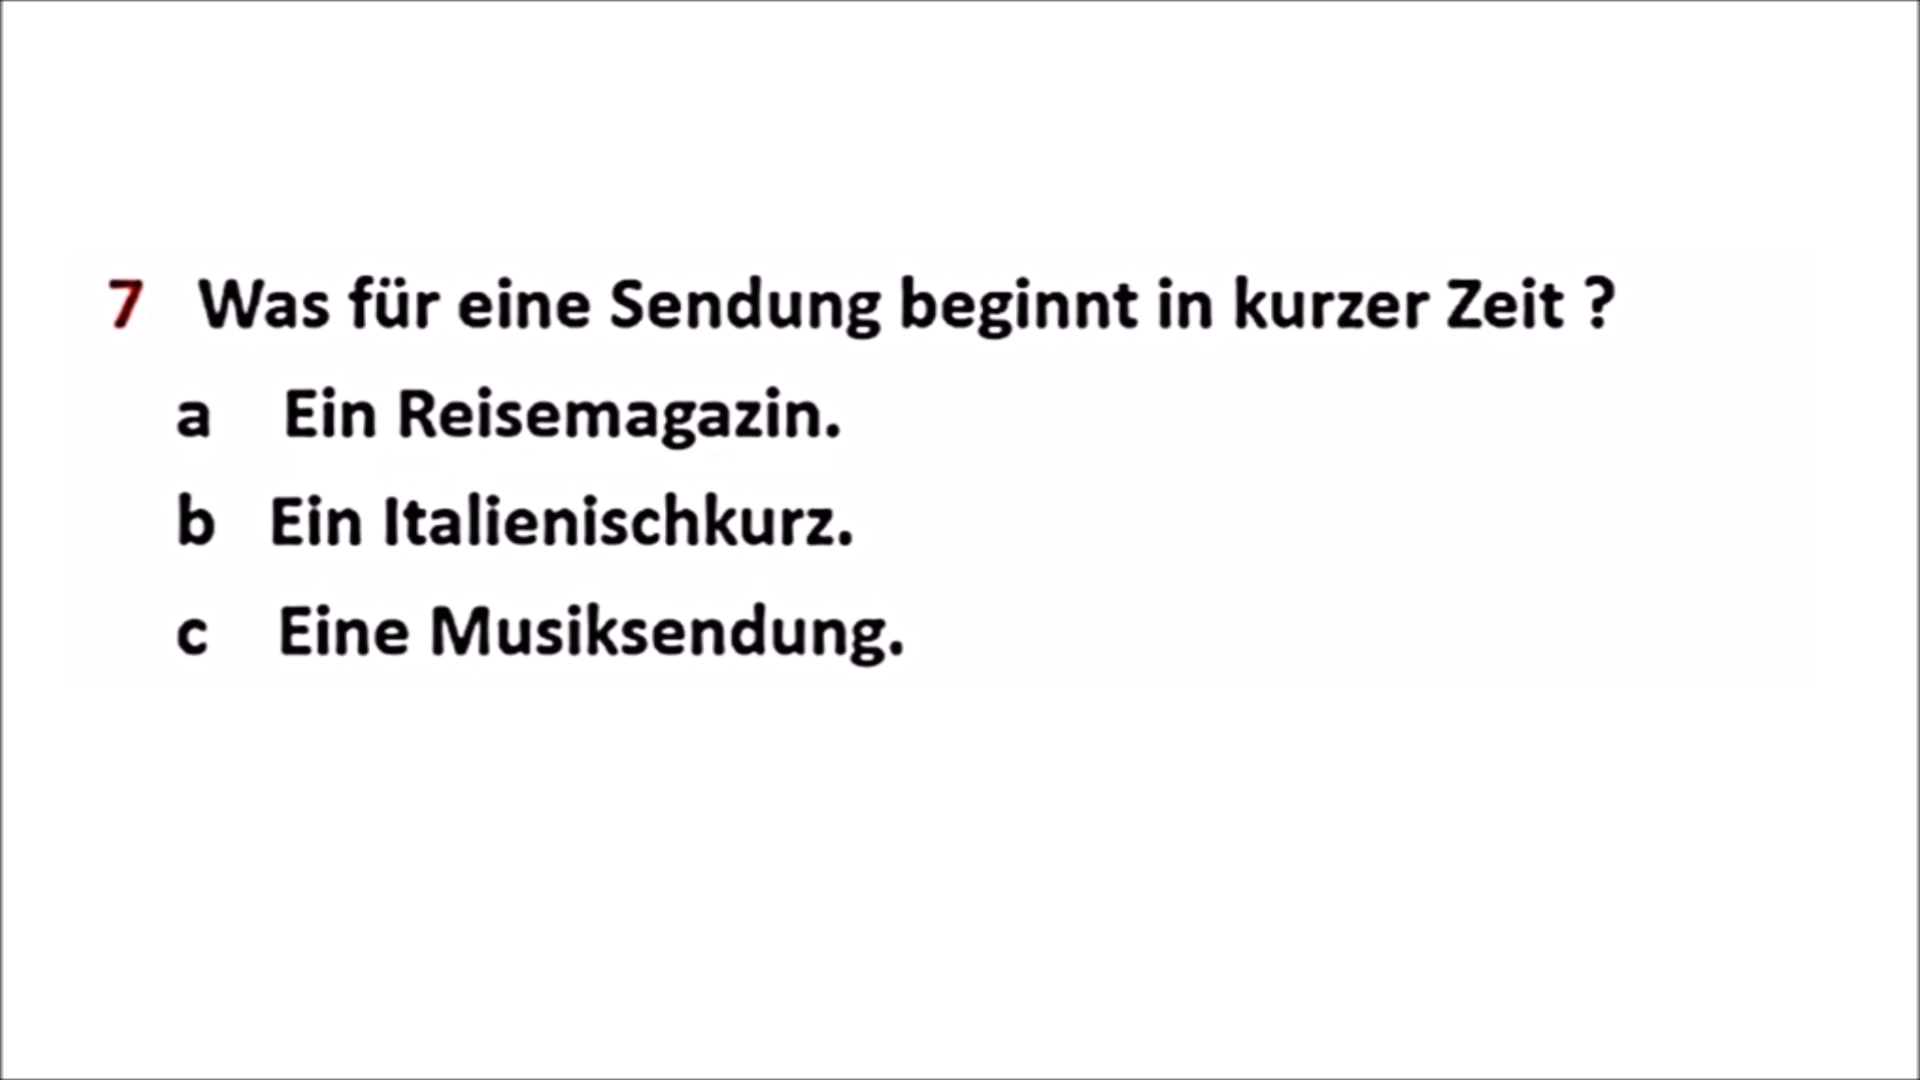 7 Was für eine Sendung beginnt in kurzer Zeit ?
a Ein Reisemagazin.
b Ein Italienischkurz.
c Eine Musiksendung.